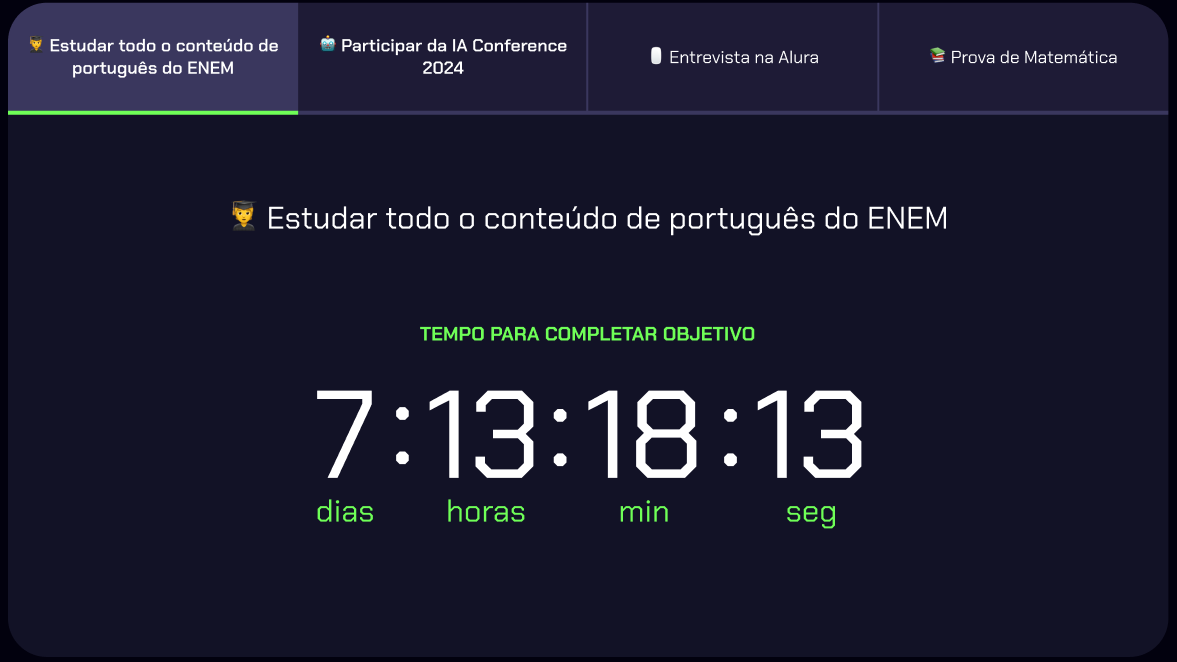 👨‍🎓 Estudar todo o conteúdo de
português do ENEM
🤖 Participar da IA Conference
2024
Entrevista na Alura
📚 Prova de Matemática
👨‍🎓 Estudar todo o conteúdo de português do ENEM
TEMPO PARA COMPLETAR OBJETIVO
7 : 13 : 18 : 13
dias horas min seg